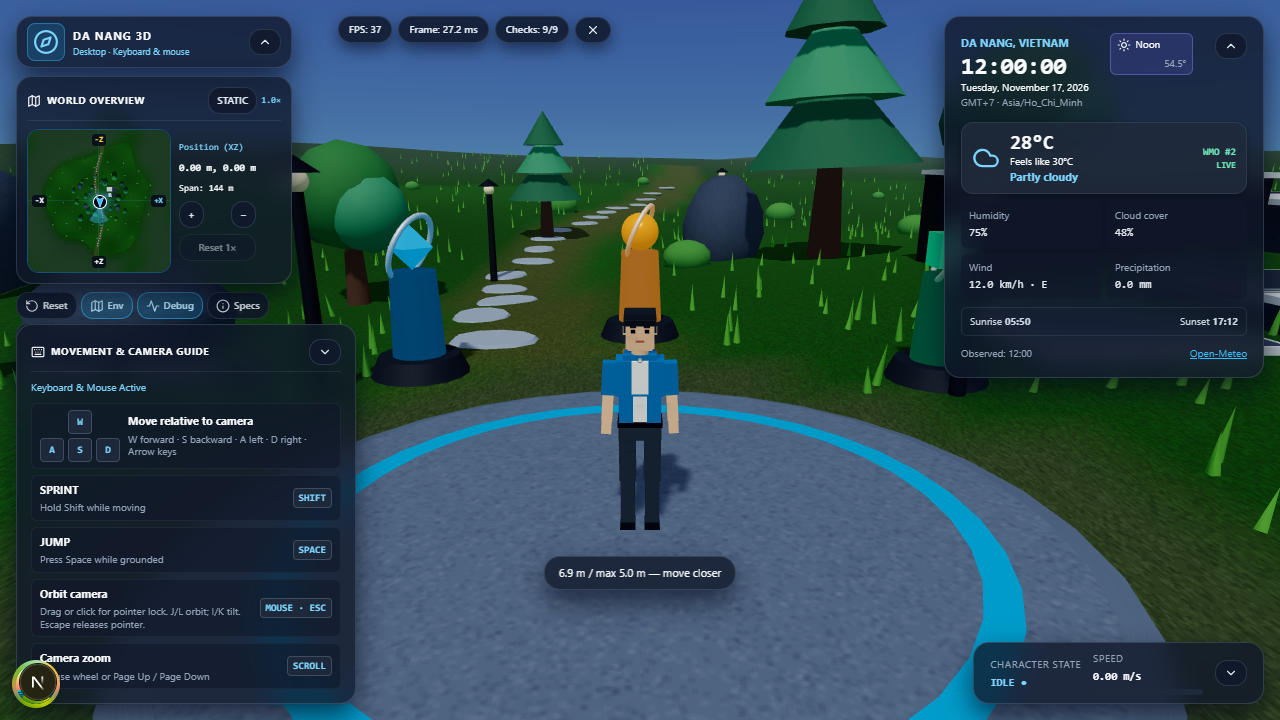 DA NANG 3D
Desktop · Keyboard & mouse
FPS: 37
Frame: 27.2 ms
Checks: 9/9
WORLD OVERVIEW
STATIC
1.0×
-Z
-X
+X
+Z
Position (XZ)
0.00 m, 0.00 m
Span: 144 m
+
−
Reset 1×
Reset
Env
Debug
Specs
MOVEMENT & CAMERA GUIDE
Keyboard & Mouse Active
W
A S D
Move relative to camera
W forward · S backward · A left · D right ·
Arrow keys
SPRINT
Hold Shift while moving
SHIFT
JUMP
Press Space while grounded
SPACE
Orbit camera
Drag or click for pointer lock. J/L orbit; I/K tilt.
Escape releases pointer.
MOUSE · ESC
Camera zoom
wheel or Page Up / Page Down
SCROLL
N
6.9 m / max 5.0 m — move closer
DA NANG, VIETNAM
12:00:00
Tuesday, November 17, 2026
GMT+7 · Asia/Ho_Chi_Minh
Noon
54.5°
28°C
Feels like 30°C
Partly cloudy
WMO #2
LIVE
Humidity
75%
Cloud cover
48%
Wind
12.0 km/h · E
Precipitation
0.0 mm
Sunrise 05:50
Sunset 17:12
Observed: 12:00
Open-Meteo
CHARACTER STATE
IDLE
SPEED
0.00 m/s